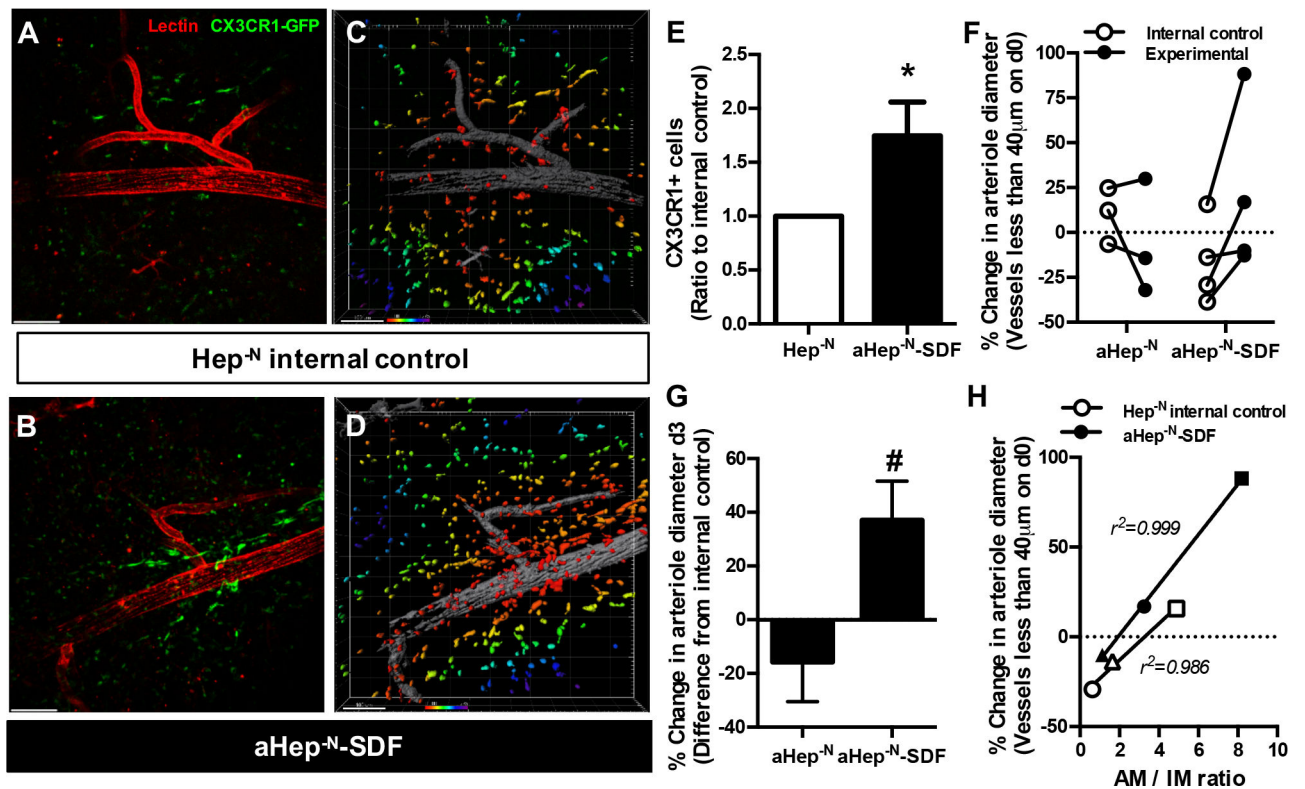 A
Lectin CX3CR1-GFP
C
Hep-N internal control
B
D
aHep-N-SDF
E
CX3CR1+ cells
(Ratio to internal control)
2.5
2.0
1.5
1.0
0.5
0.0
*
Hep-N
aHep-N-SDF
F
Internal control
Experimental
% Change in arteriole diameter
(Vessels less than 40µm on d0)
100
75
50
25
0
-25
-50
aHep-N
aHep-N-SDF
G
% Change in arteriole diameter d3
(Difference from internal control)
60
40
20
0
-20
-40
#
aHep-N
aHep-N-SDF
H
Hep-N internal control
aHep-N-SDF
% Change in arteriole diameter
(Vessels less than 40µm on d0)
100
50
0
-50
r²=0.999
r²=0.986
0 2 4 6 8 10
AM / IM ratio